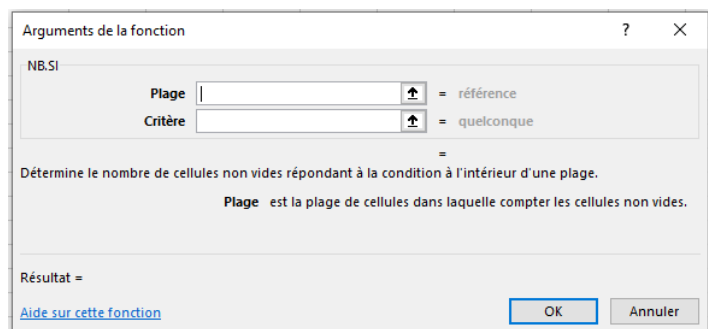 Arguments de la fonction ? ×
NB.SI
Plage = référence
Critère = quelconque
=
Détermine le nombre de cellules non vides répondant à la condition à l'intérieur d'une plage.
Plage est la plage de cellules dans laquelle compter les cellules non vides.
Résultat =
Aide sur cette fonction OK Annuler